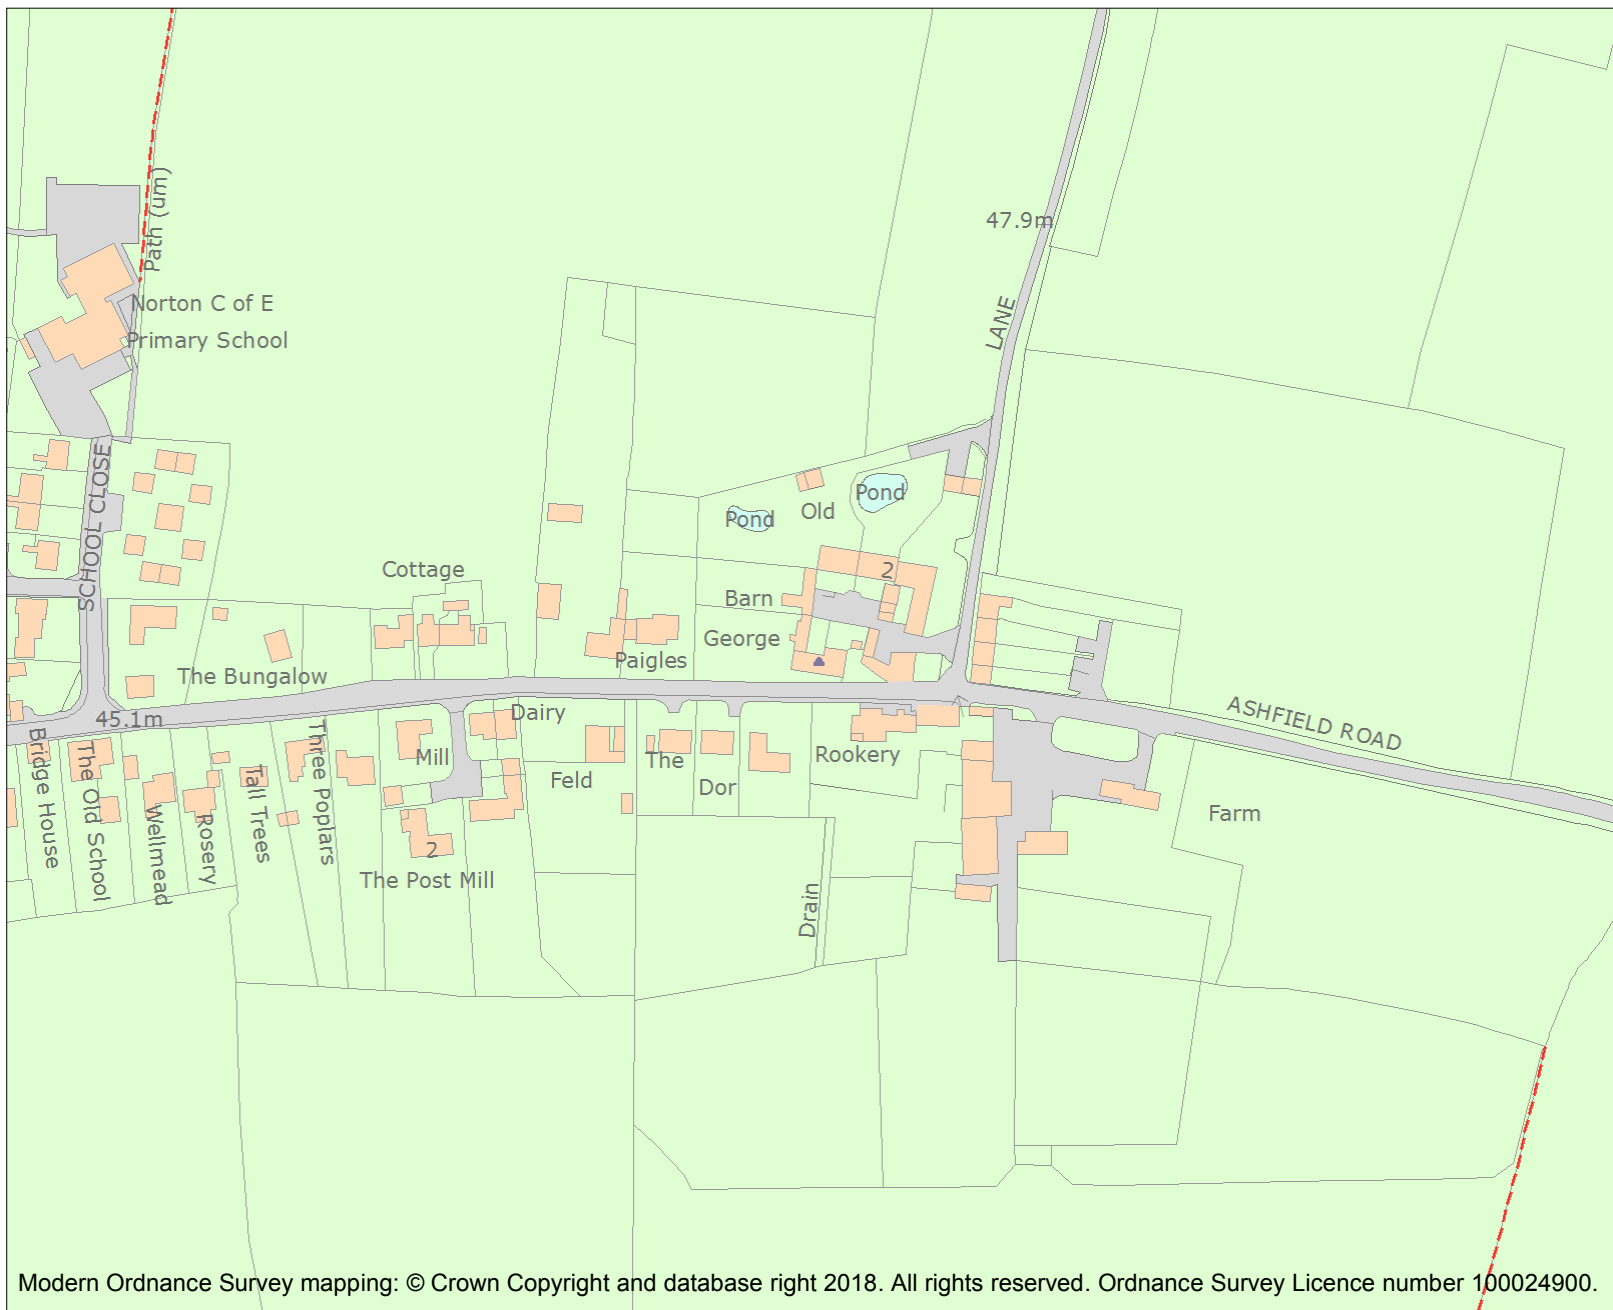 Path (um)
47.9m
Norton C of E
Primary School
LANE
SCHOOL CLOSE
Pond
Pond
Old
Cottage
2
Barn
George
Paigles
The Bungalow
45.1m
Dairy
ASHFIELD ROAD
Bridge House
The Old School
Wellmead
Rosery
Tall Trees
Three Poplars
Mill
Feld
The
Dor
Rookery
Farm
2
The Post Mill
Drain
Modern Ordnance Survey mapping: © Crown Copyright and database right 2018. All rights reserved. Ordnance Survey Licence number 100024900.